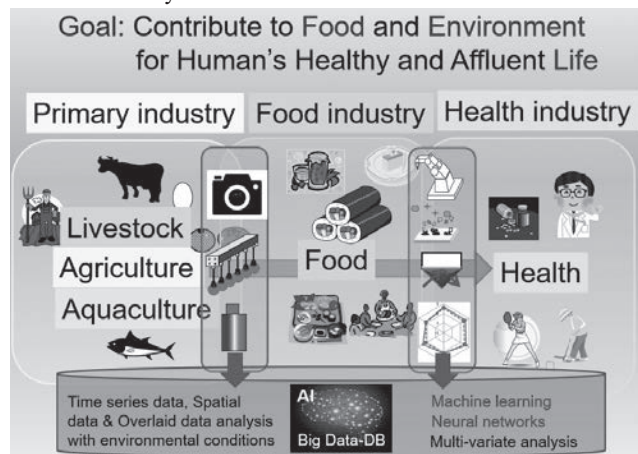 Goal: Contribute to Food and Environment
for Human's Healthy and Affluent Life
Primary industry
Food industry
Health industry
Livestock
Agriculture
Aquaculture
Food
Health
Time series data, Spatial
data & Overlaid data analysis
with environmental conditions
AI
Big Data-DB
Machine learning
Neural networks
Multi-variate analysis